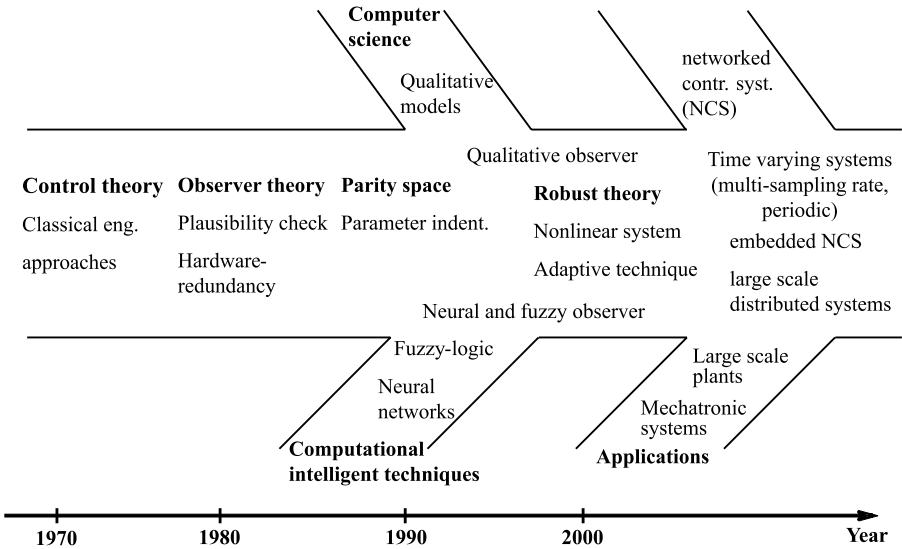 Computer
science
Qualitative
models
networked
contr. syst.
(NCS)
Qualitative observer
Time varying systems
(multi-sampling rate,
periodic)
embedded NCS
large scale
distributed systems
Control theory
Classical eng.
approaches
Observer theory
Plausibility check
Hardware-
redundancy
Parity space
Parameter indent.
Robust theory
Nonlinear system
Adaptive technique
Neural and fuzzy observer
Fuzzy-logic
Neural
networks
Computational
intelligent techniques
Large scale
plants
Mechatronic
systems
Applications
1970
1980
1990
2000
Year